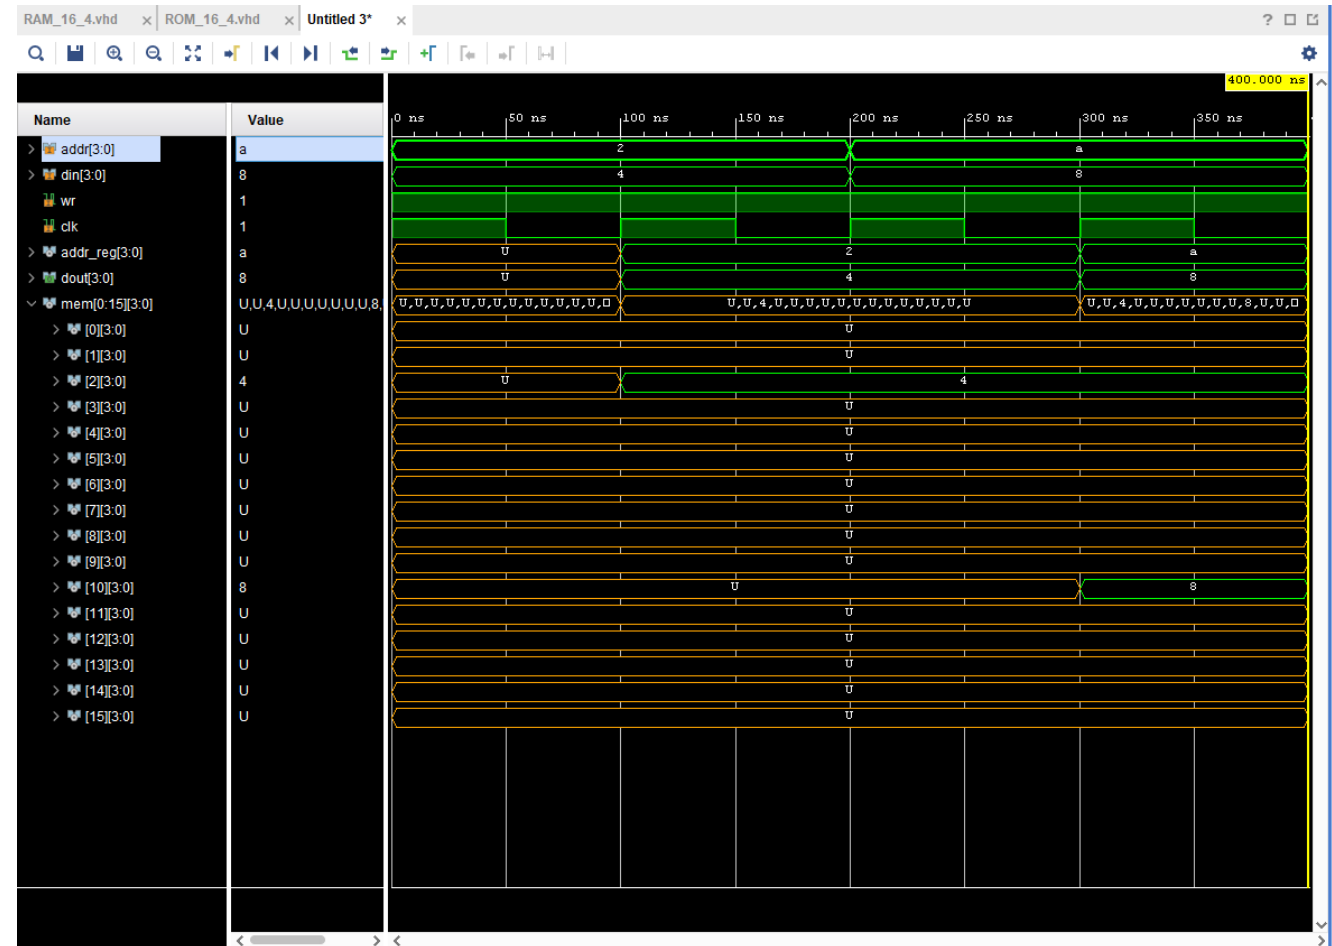 RAM_16_4.vhd × ROM_16_4.vhd × Untitled 3* × ?
400.000 ns
Name Value 0 ns 50 ns 100 ns 150 ns 200 ns 250 ns 300 ns 350 ns
> addr[3:0] a 2 a
> din[3:0] 8 4 8
wr 1
clk 1
> addr_reg[3:0] a U 2 a
> dout[3:0] 8 U 4 8
mem[0:15][3:0] U,U,4,U,U,U,U,U,U,U,8, U,U,U,U,U,U,U,U,U,U,U,U,U,□ U,U,4,U,U,U,U,U,U,U,U,U,U,U,U,U U,U,4,U,U,U,U,U,U,U,8,U,U,□
> [0][3:0] U U
> [1][3:0] U U
> [2][3:0] 4 U 4
> [3][3:0] U U
> [4][3:0] U U
> [5][3:0] U U
> [6][3:0] U U
> [7][3:0] U U
> [8][3:0] U U
> [9][3:0] U U
> [10][3:0] 8 U 8
> [11][3:0] U U
> [12][3:0] U U
> [13][3:0] U U
> [14][3:0] U U
> [15][3:0] U U